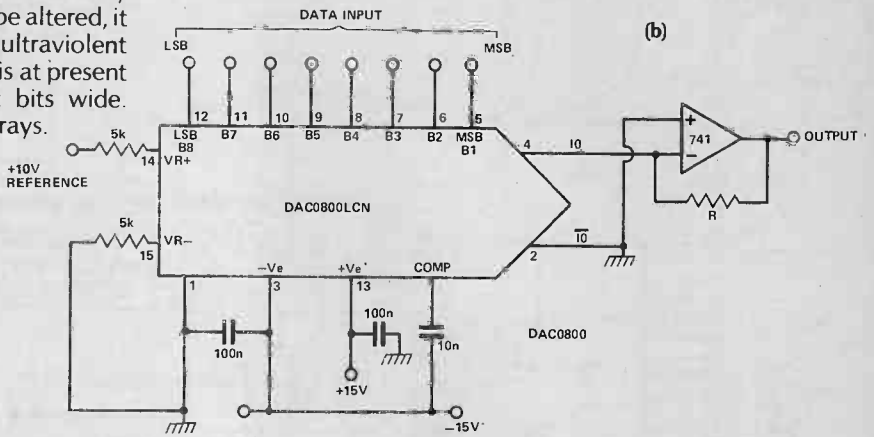 be altered, it
ultraviolent
is at present
bits wide.
rays.
DATA INPUT
LSB
MSB
(b)
12 11 10 9 8 7 6 5
LSB B8
B7 B6 B5 B4 B3 B2
MSB B1
5k
14
VR+
+10V
REFERENCE
4
IO
+
741
−
OUTPUT
R
DAC0800LCN
5k
15
VR−
2
IO
1
−Ve
3
+Ve
13
COMP
100n
100n
10n
DAC0800
+15V
−15V